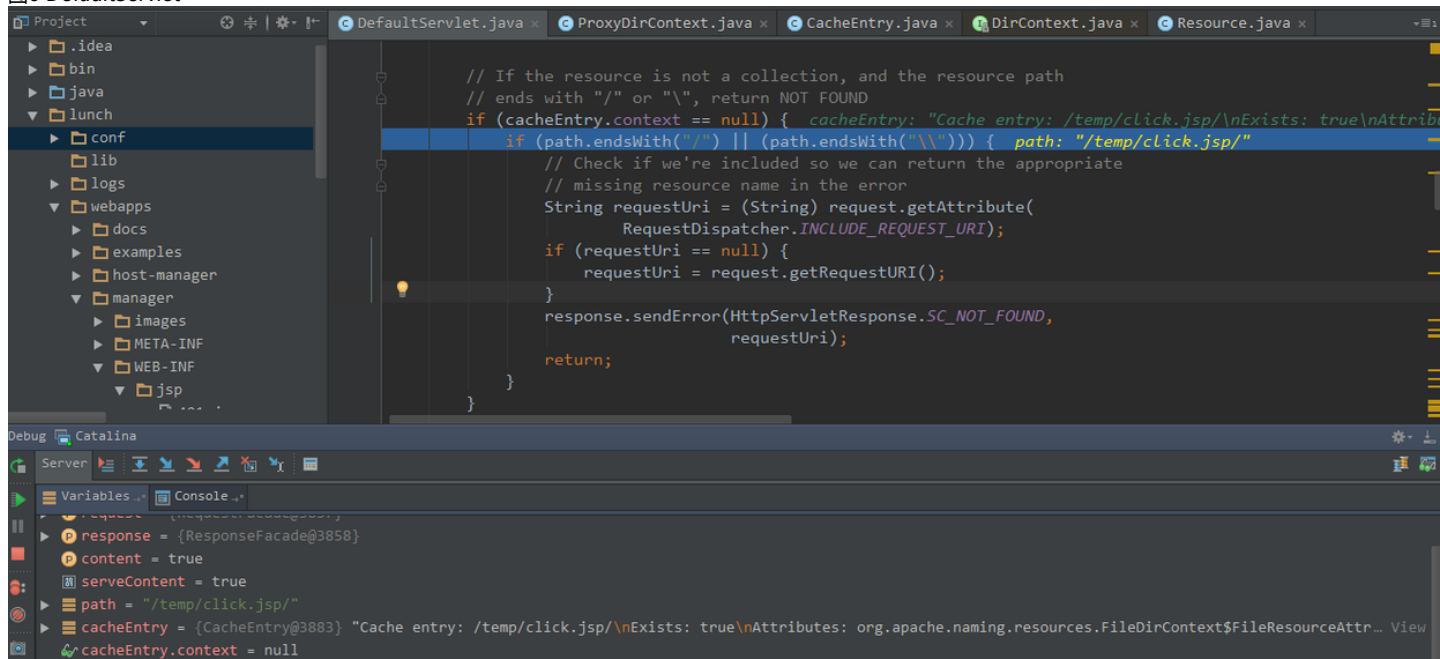 Project
DefaultServlet.java
ProxyDirContext.java
CacheEntry.java
DirContext.java
Resource.java
.idea
bin
java
lunch
conf
lib
logs
webapps
docs
examples
host-manager
manager
images
META-INF
WEB-INF
jsp
// If the resource is not a collection, and the resource path
// ends with "/" or "\", return NOT FOUND
if (cacheEntry.context == null) { cacheEntry: "Cache entry: /temp/click.jsp/\nExists: true\nAttribu
if (path.endsWith("/") || (path.endsWith("\\"))) { path: "/temp/click.jsp/"
// Check if we're included so we can return the appropriate
// missing resource name in the error
String requestUri = (String) request.getAttribute(
RequestDispatcher.INCLUDE_REQUEST_URI);
if (requestUri == null) {
requestUri = request.getRequestURI();
}
response.sendError(HttpServletResponse.SC_NOT_FOUND,
requestUri);
return;
}
}
Debug Catalina
Server
Variables
Console
response = {ResponseFacade@3858}
content = true
serveContent = true
path = "/temp/click.jsp/"
cacheEntry = {CacheEntry@3883} "Cache entry: /temp/click.jsp/\nExists: true\nAttributes: org.apache.naming.resources.FileDirContext$FileResourceAttr... View
cacheEntry.context = null